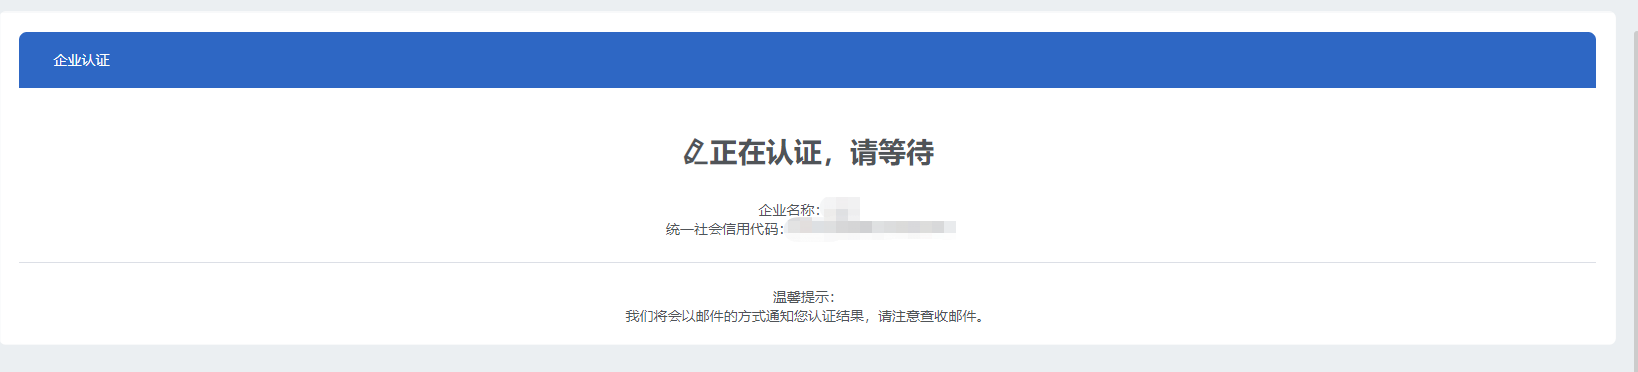 企业认证
正在认证，请等待
企业名称：
统一社会信用代码：
温馨提示：
我们将会以邮件的方式通知您认证结果，请注意查收邮件。